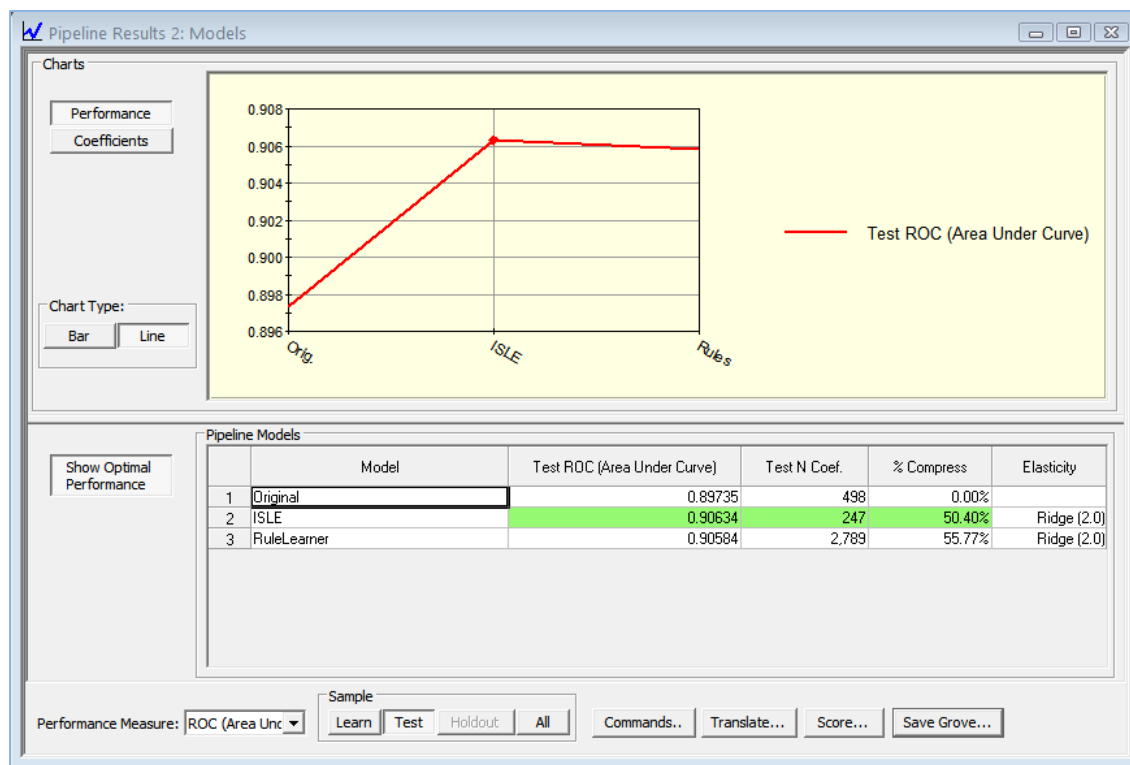 Pipeline Results 2: Models
Charts
Performance
Coefficients
0.908
0.906
0.904
0.902
0.900
0.898
0.896
Orig.
ISLE
Rules
Test ROC (Area Under Curve)
Chart Type:
Bar Line
Show Optimal
Performance
Pipeline Models
Model Test ROC (Area Under Curve) Test N Coef. % Compress Elasticity
1 Original 0.89735 498 0.00%
2 ISLE 0.90634 247 50.40% Ridge (2.0)
3 RuleLearner 0.90584 2,789 55.77% Ridge (2.0)
Sample
Performance Measure: ROC (Area Unc Learn Test Holdout All Commands.. Translate... Score... Save Grove...